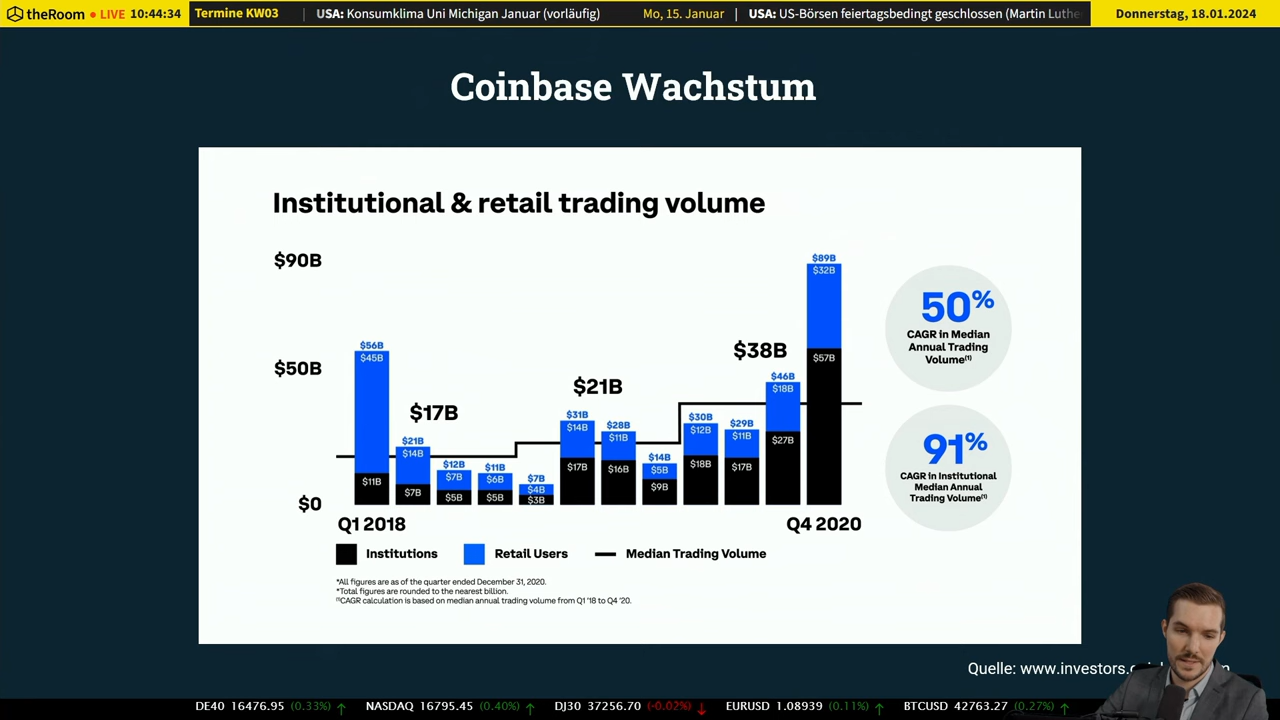 theRoom • LIVE 10:44:34 Termine KW03 | USA: Konsumklima Uni Michigan Januar (vorläufig) Mo, 15. Januar | USA: US-Börsen feiertagsbedingt geschlossen (Martin Luthe Donnerstag, 18.01.2024
Coinbase Wachstum
Institutional & retail trading volume
$90B
$50B
$0
$56B
$45B
$11B
$17B
$21B
$14B
$7B
$12B
$7B
$5B
$11B
$6B
$5B
$7B
$4B
$3B
$21B
$31B
$14B
$17B
$28B
$11B
$16B
$14B
$5B
$9B
$38B
$30B
$12B
$18B
$29B
$11B
$17B
$46B
$18B
$27B
$89B
$32B
$57B
50%
CAGR in Median
Annual Trading
Volume(1)
91%
CAGR in Institutional
Median Annual
Trading Volume(1)
Q1 2018
Q4 2020
Institutions
Retail Users
Median Trading Volume
*All figures are as of the quarter ended December 31, 2020.
*Total figures are rounded to the nearest billion.
(1)CAGR calculation is based on median annual trading volume from Q1 '18 to Q4 '20.
Quelle: www.investors.
DE40 16476.95 (0.33%) ↑ NASDAQ 16795.45 (0.40%) ↑ DJ30 37256.70 (-0.02%) ↓ EURUSD 1.08939 (0.11%) ↑ BTCUSD 42763.27 (0.27%) ↑